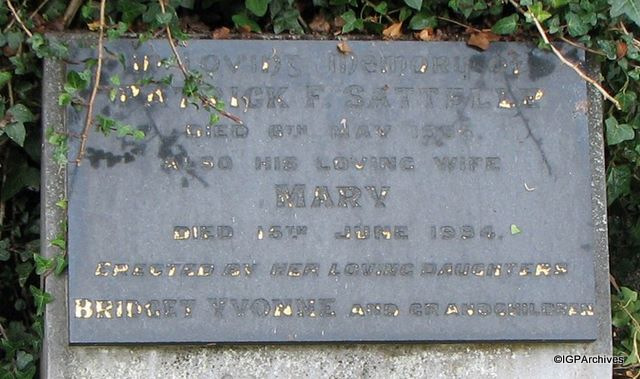 In Loving Memory of
PATRICK F. SATTELLE
DIED 6TH MAY
ALSO HIS LOVING WIFE
MARY
DIED 15TH JUNE 1984.
ERECTED BY HER LOVING DAUGHTERS
BRIDGET YVONNE AND GRANDCHILDREN
©IGPArchives